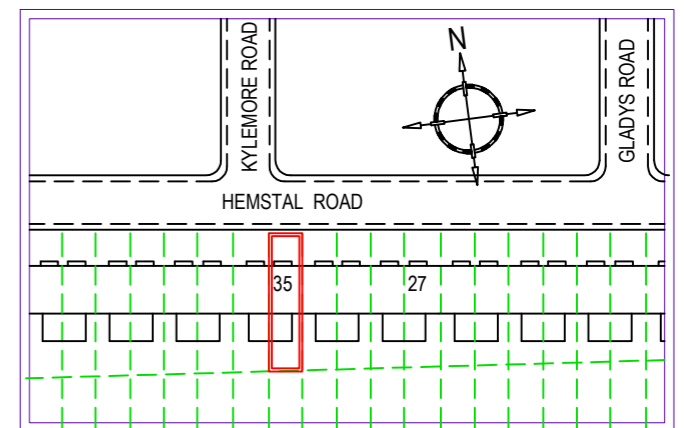 KYLEMORE ROAD
N
GLADYS ROAD
HEMSTAL ROAD
35
27